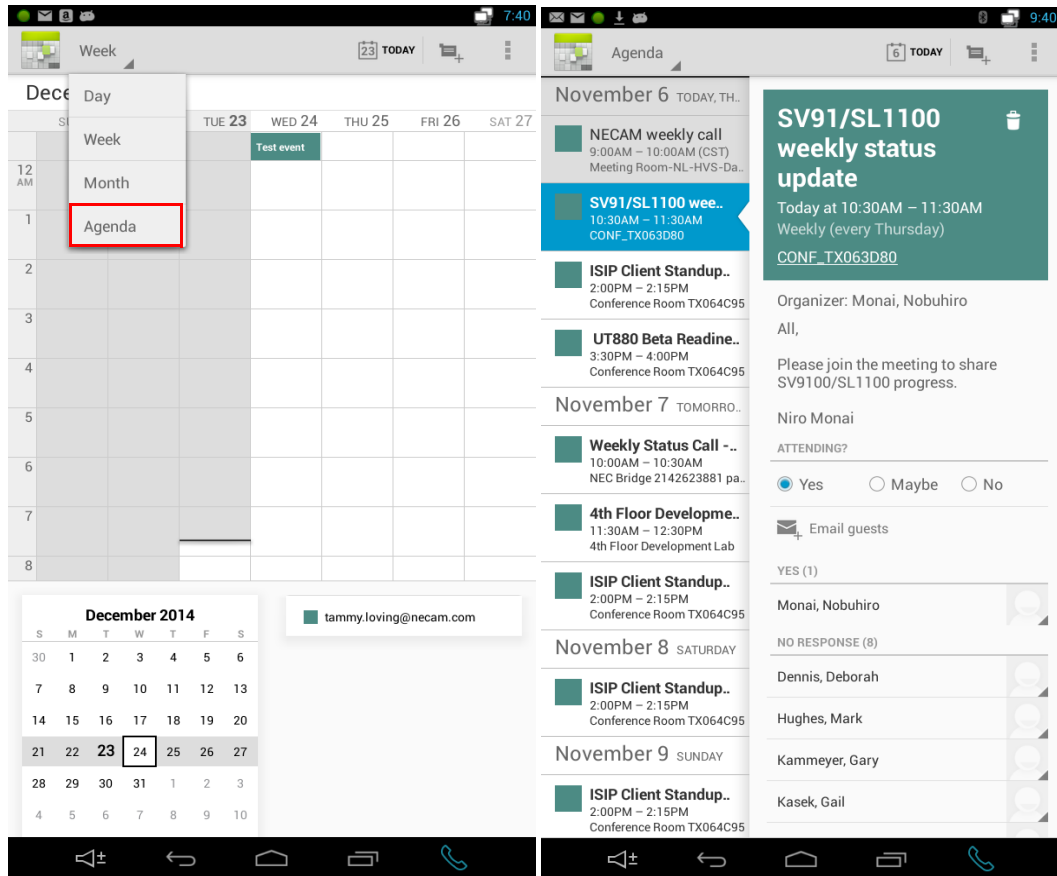 7:40
Week
23 TODAY
Dece
Day
Week
Month
Agenda
SU
TUE 23
WED 24
THU 25
FRI 26
SAT 27
Test event
12
AM
1
2
3
4
5
6
7
8
December 2014
S M T W T F S
30 1 2 3 4 5 6
7 8 9 10 11 12 13
14 15 16 17 18 19 20
21 22 23 24 25 26 27
28 29 30 31 1 2 3
4 5 6 7 8 9 10
tammy.loving@necam.com
9:40
Agenda
6 TODAY
November 6 TODAY, TH..
NECAM weekly call
9:00AM – 10:00AM (CST)
Meeting Room-NL-HVS-Da..
SV91/SL1100 wee..
10:30AM – 11:30AM
CONF_TX063D80
ISIP Client Standup..
2:00PM – 2:15PM
Conference Room TX064C95
UT880 Beta Readine..
3:30PM – 4:00PM
Conference Room TX064C95
November 7 TOMORRO..
Weekly Status Call -..
10:00AM – 10:30AM
NEC Bridge 2142623881 pa..
4th Floor Developme..
11:30AM – 12:30PM
4th Floor Development Lab
ISIP Client Standup..
2:00PM – 2:15PM
Conference Room TX064C95
November 8 SATURDAY
ISIP Client Standup..
2:00PM – 2:15PM
Conference Room TX064C95
November 9 SUNDAY
ISIP Client Standup..
2:00PM – 2:15PM
Conference Room TX064C95
SV91/SL1100
weekly status
update
Today at 10:30AM – 11:30AM
Weekly (every Thursday)
CONF_TX063D80
Organizer: Monai, Nobuhiro
All,
Please join the meeting to share
SV9100/SL1100 progress.
Niro Monai
ATTENDING?
Yes Maybe No
Email guests
YES (1)
Monai, Nobuhiro
NO RESPONSE (8)
Dennis, Deborah
Hughes, Mark
Kammeyer, Gary
Kasek, Gail